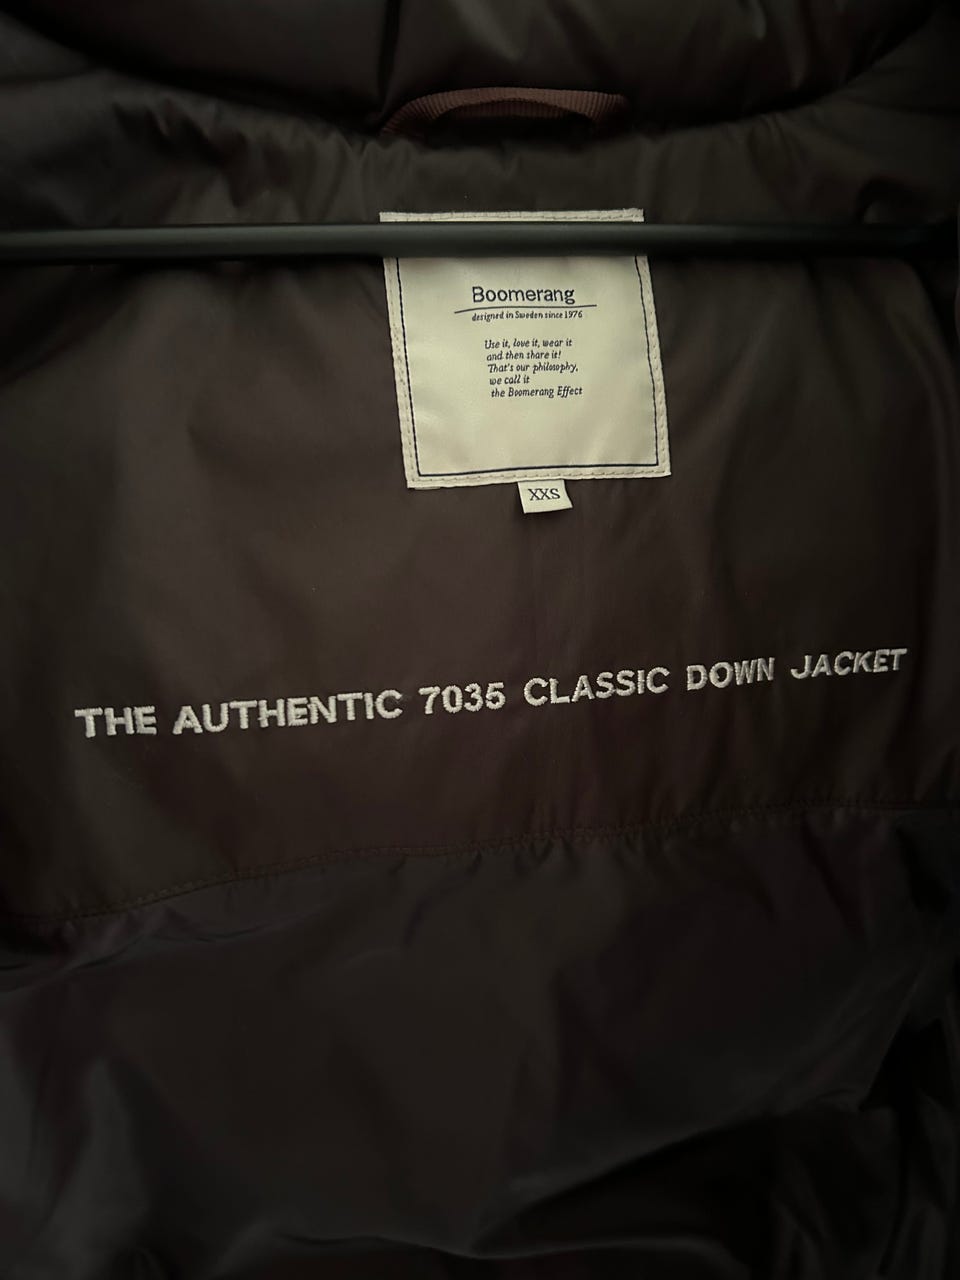 Boomerang
designed in Sweden since 1976
Use it, love it, wear it
and then share it!
That's our philosophy,
we call it
the Boomerang Effect
XXS
THE AUTHENTIC 7035 CLASSIC DOWN JACKET